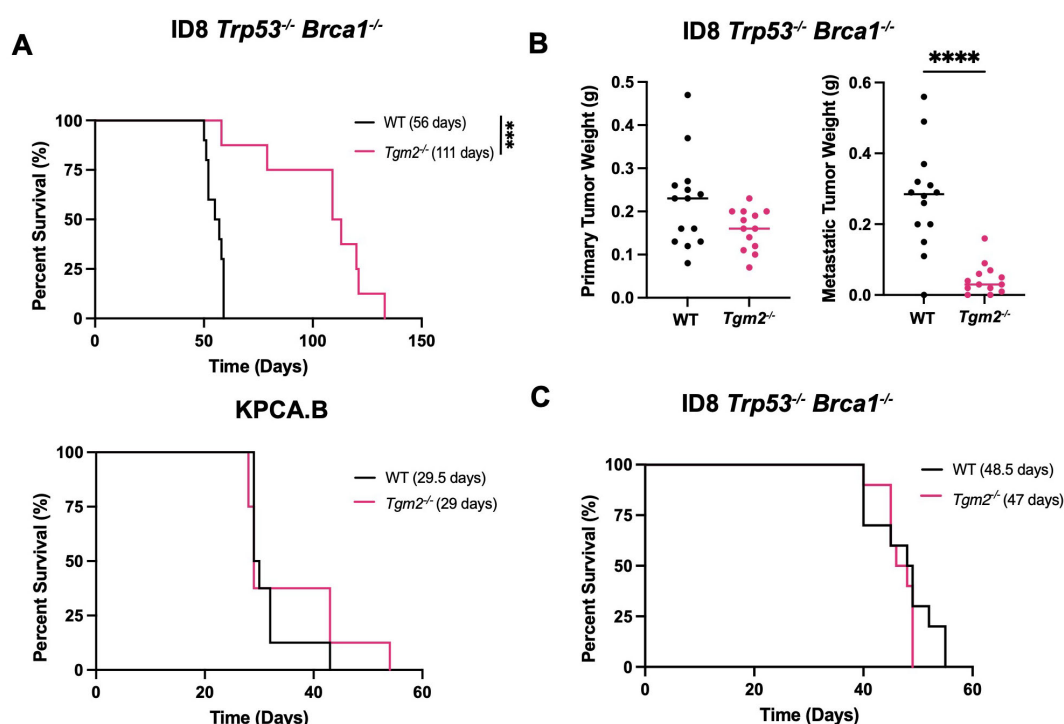 A
ID8 Trp53-/- Brca1-/-
Percent Survival (%)
100
75
50
25
0
0 50 100 150
Time (Days)
WT (56 days)
Tgm2-/- (111 days)
***
KPCA.B
Percent Survival (%)
100
75
50
25
0
0 20 40 60
Time (Days)
WT (29.5 days)
Tgm2-/- (29 days)
B
ID8 Trp53-/- Brca1-/-
Primary Tumor Weight (g)
0.5
0.4
0.3
0.2
0.1
0.0
WT Tgm2-/-
****
Metastatic Tumor Weight (g)
0.6
0.4
0.2
0.0
WT Tgm2-/-
C
ID8 Trp53-/- Brca1-/-
Percent Survival (%)
100
75
50
25
0
0 20 40 60
Time (Days)
WT (48.5 days)
Tgm2-/- (47 days)